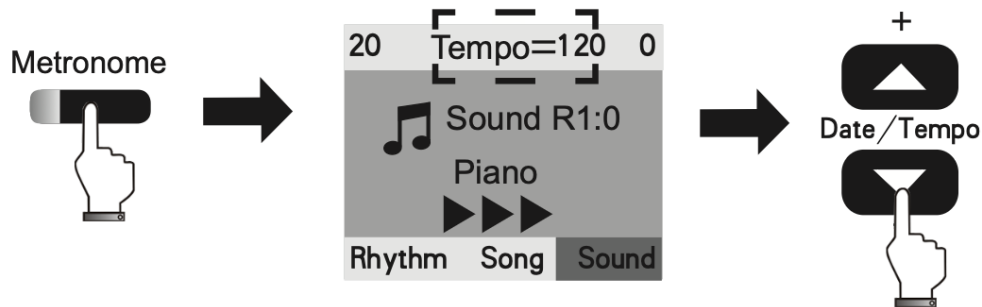 Metronome
20 Tempo=120 0
Sound R1:0
Piano
Rhythm Song Sound
+
Date/Tempo